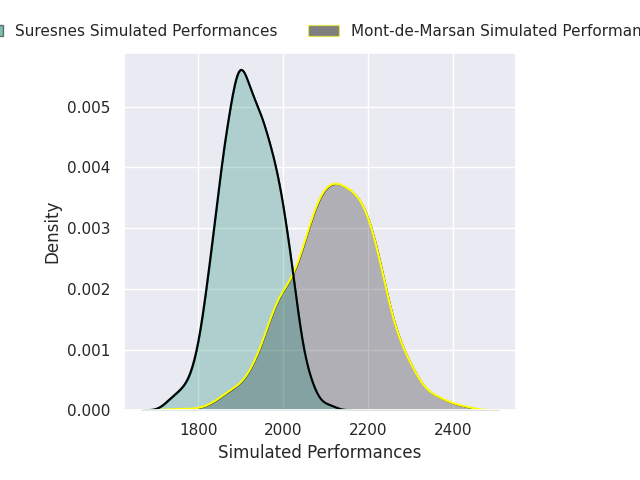 Suresnes Simulated Performances Mont-de-Marsan Simulated
0.005
0.004
0.003
0.002
0.001
0.000
Density
1800 2000 2200 2400
Simulated Performances